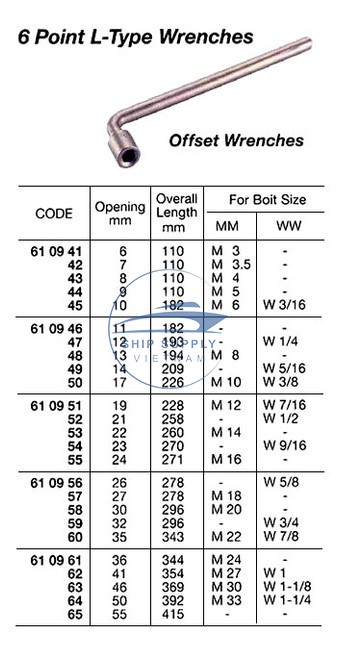 6 Point L-Type Wrenches
Offset Wrenches
CODE Opening mm Overall Length mm For Boit Size
MM WW
61 09 41 6 110 M 3 -
42 7 110 M 3.5 -
43 8 110 M 4 -
44 9 110 M 5 -
45 10 182 M 6 W 3/16
61 09 46 11 182 - -
47 12 193 - W 1/4
48 13 194 M 8 -
49 14 209 - W 5/16
50 17 226 M 10 W 3/8
61 09 51 19 228 M 12 W 7/16
52 21 258 - W 1/2
53 22 260 M 14 -
54 23 270 - W 9/16
55 24 271 M 16 -
61 09 56 26 278 - W 5/8
57 27 278 M 18 -
58 30 296 M 20 -
59 32 296 - W 3/4
60 35 343 M 22 W 7/8
61 09 61 36 344 M 24 -
62 41 354 M 27 W 1
63 46 369 M 30 W 1-1/8
64 50 392 M 33 W 1-1/4
65 55 415 - -
SHIP SUPPLY
VIETNAM